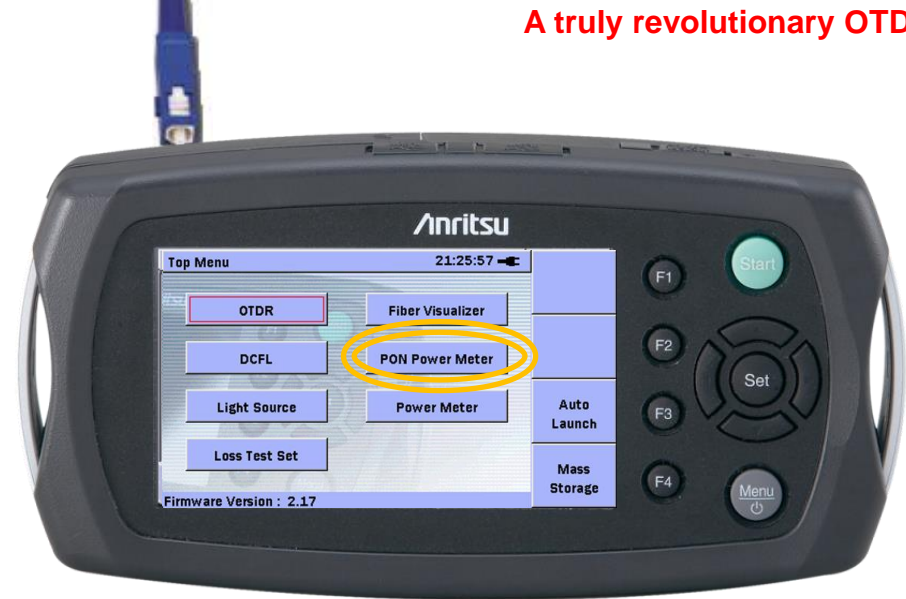 A truly revolutionary OTD
Anritsu
Top Menu 21:25:57
OTDR Fiber Visualizer
DCFL PON Power Meter
Light Source Power Meter
Loss Test Set
Firmware Version : 2.17
Auto
Launch
Mass
Storage
F1
F2
F3
F4
Start
Set
Menu